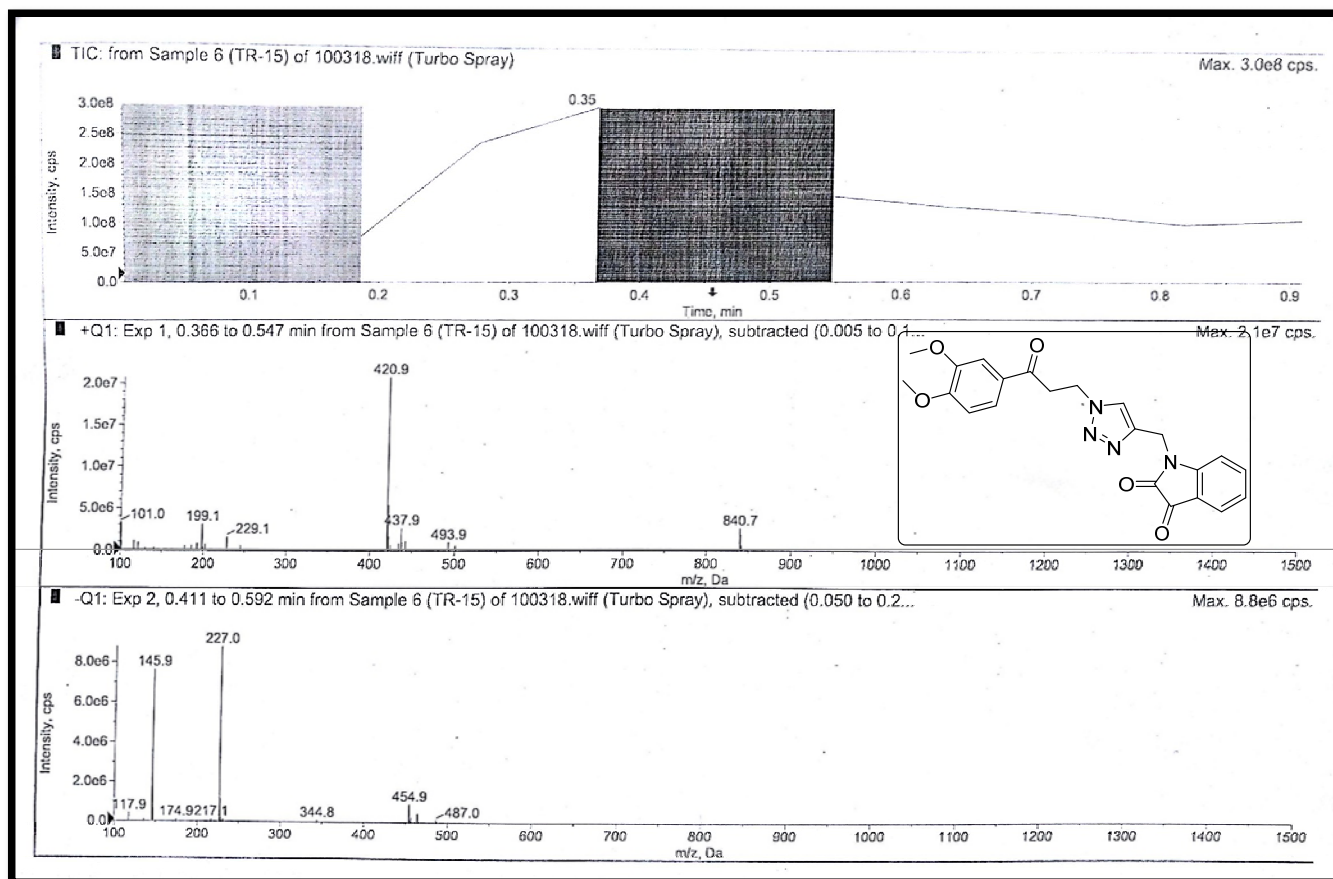 TIC: from Sample 6 (TR-15) of 100318.wiff (Turbo Spray)
Max. 3.0e8 cps.
Intensity, cps
3.0e8
2.5e8
2.0e8
1.5e8
1.0e8
5.0e7
0.0
0.35
0.1 0.2 0.3 0.4 0.5 0.6 0.7 0.8 0.9
Time, min
+Q1: Exp 1, 0.366 to 0.547 min from Sample 6 (TR-15) of 100318.wiff (Turbo Spray), subtracted (0.005 to 0.1...
Max. 2.1e7 cps.
Intensity, cps
2.0e7
1.5e7
1.0e7
5.0e6
0.0
420.9
101.0
199.1
229.1
437.9
493.9
840.7
100 200 300 400 500 600 700 800 900 1000 1100 1200 1300 1400 1500
m/z, Da
O
O
O
N
N
N
N
O
O
-Q1: Exp 2, 0.411 to 0.592 min from Sample 6 (TR-15) of 100318.wiff (Turbo Spray), subtracted (0.050 to 0.2...
Max. 8.8e6 cps.
Intensity, cps
8.0e6
6.0e6
4.0e6
2.0e6
0.0
227.0
145.9
117.9
174.9
217.1
344.8
454.9
487.0
100 200 300 400 500 600 700 800 900 1000 1100 1200 1300 1400 1500
m/z, Da